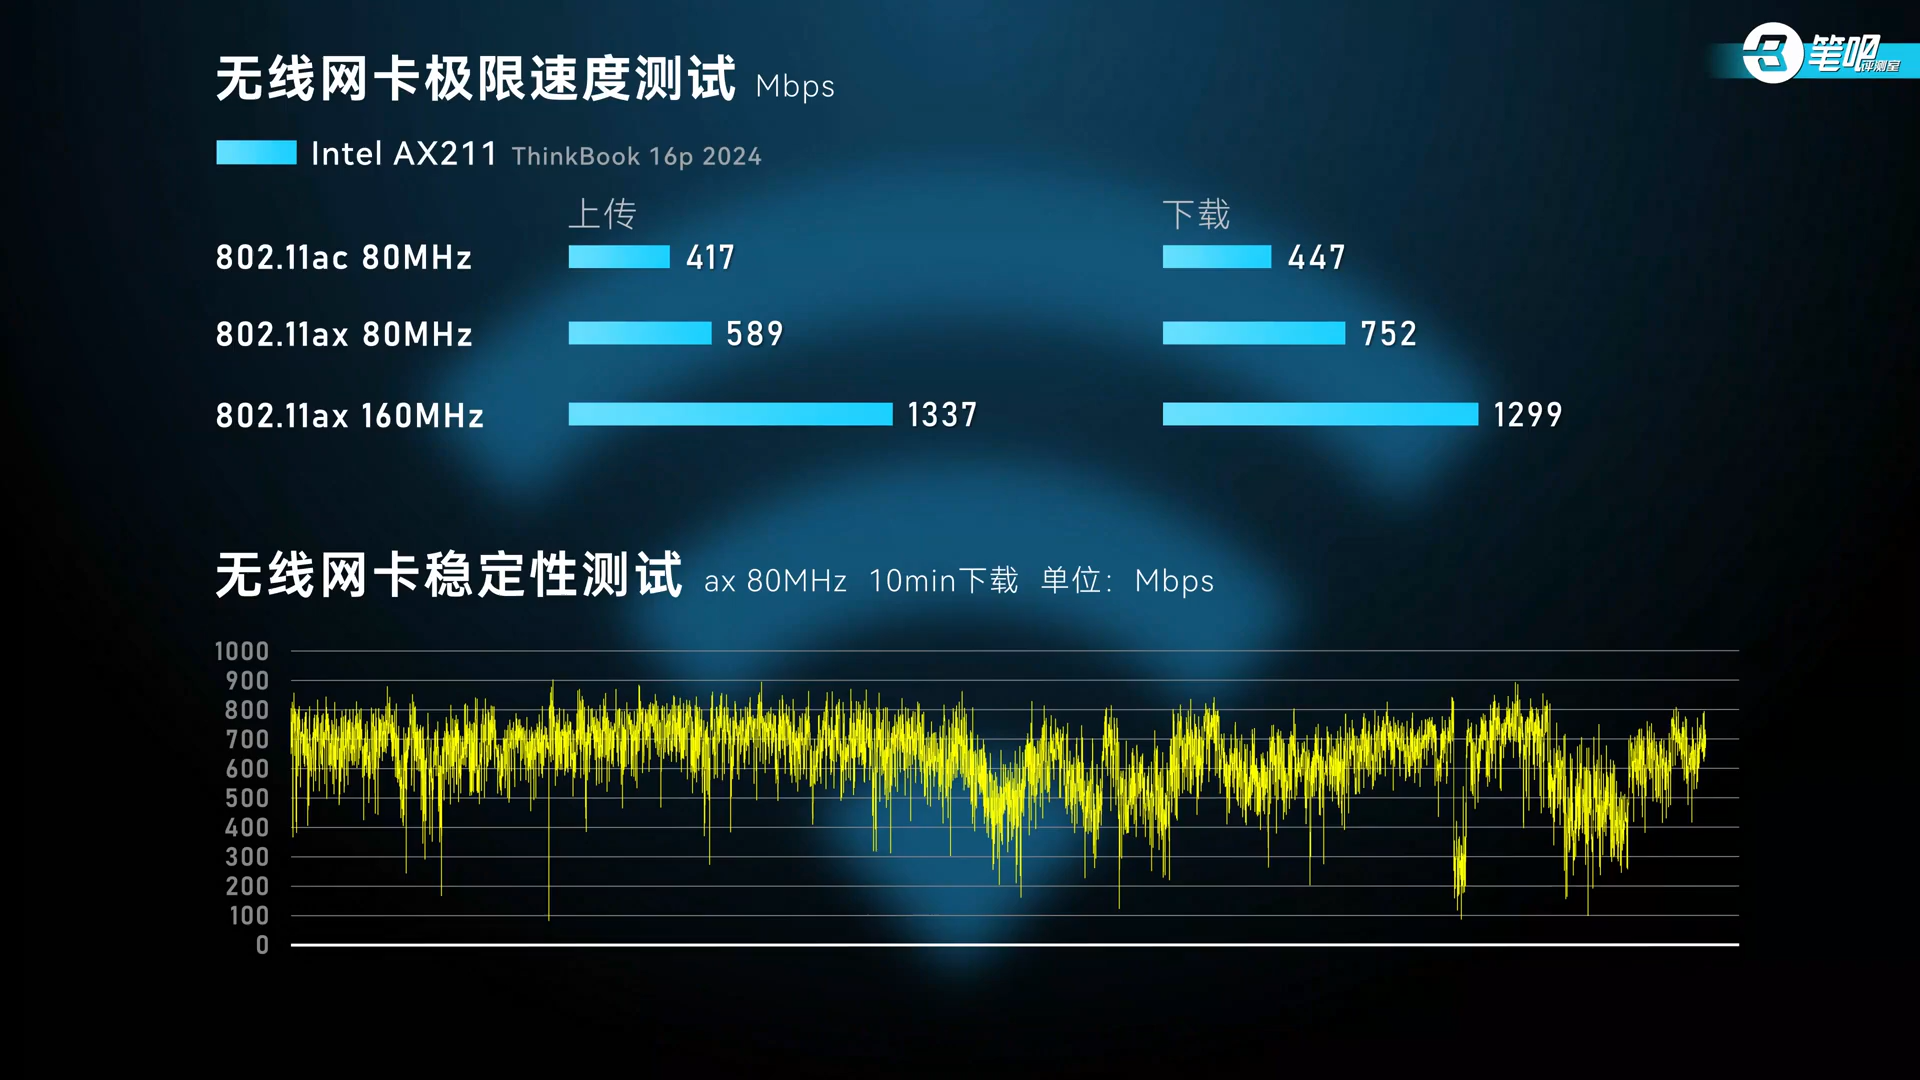 无线网卡极限速度测试 Mbps
笔吧评测室
Intel AX211 ThinkBook 16p 2024
上传 下载
802.11ac 80MHz 417 447
802.11ax 80MHz 589 752
802.11ax 160MHz 1337 1299
无线网卡稳定性测试 ax 80MHz 10min下载 单位：Mbps
1000
900
800
700
600
500
400
300
200
100
0